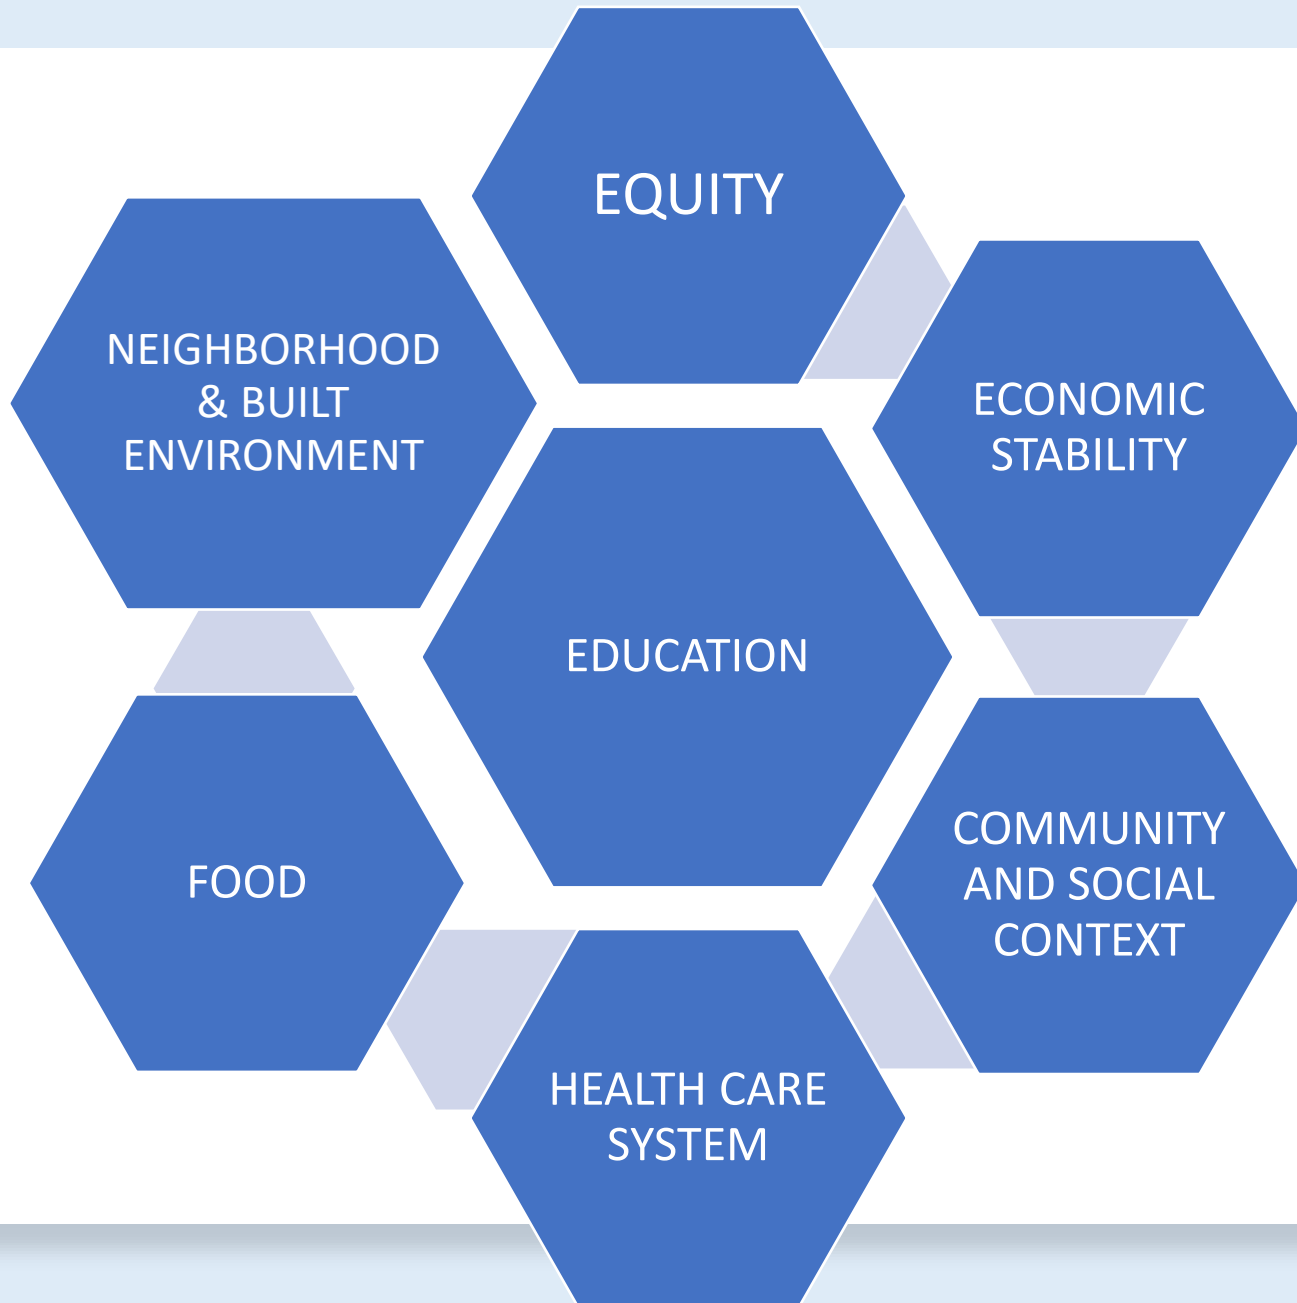 EQUITY
NEIGHBORHOOD
& BUILT
ENVIRONMENT
ECONOMIC
STABILITY
EDUCATION
FOOD
COMMUNITY
AND SOCIAL
CONTEXT
HEALTH CARE
SYSTEM